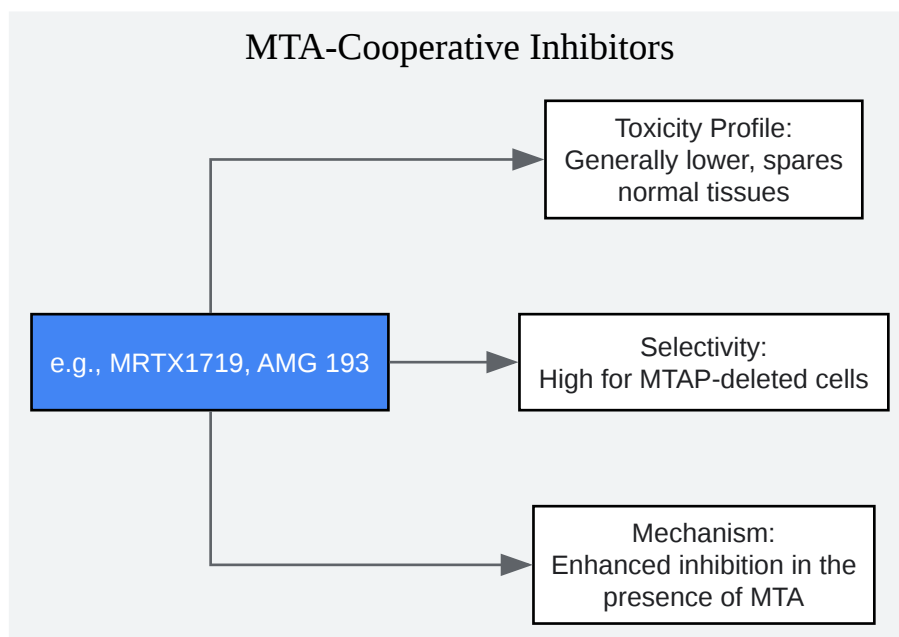 MTA-Cooperative Inhibitors
Toxicity Profile:
Generally lower, spares
normal tissues
e.g., MRTX1719, AMG 193
Selectivity:
High for MTAP-deleted cells
Mechanism:
Enhanced inhibition in the
presence of MTA